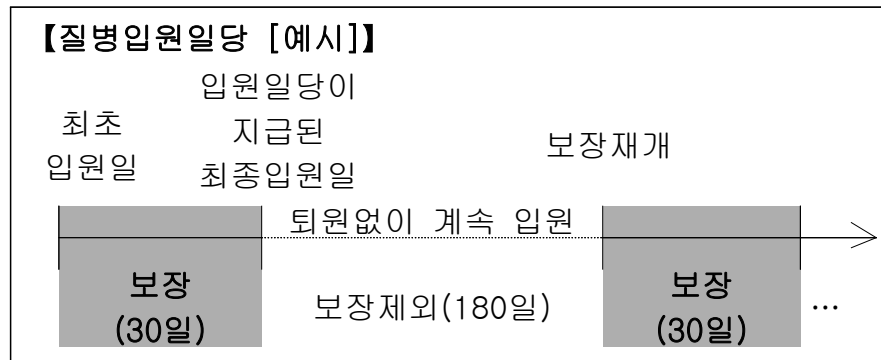 【질병입원일당 [예시]】
최초
입원일
입원일당이
지급된
최종입원일
보장재개
퇴원없이 계속 입원
보장
(30일)
보장제외(180일)
보장
(30일)
…